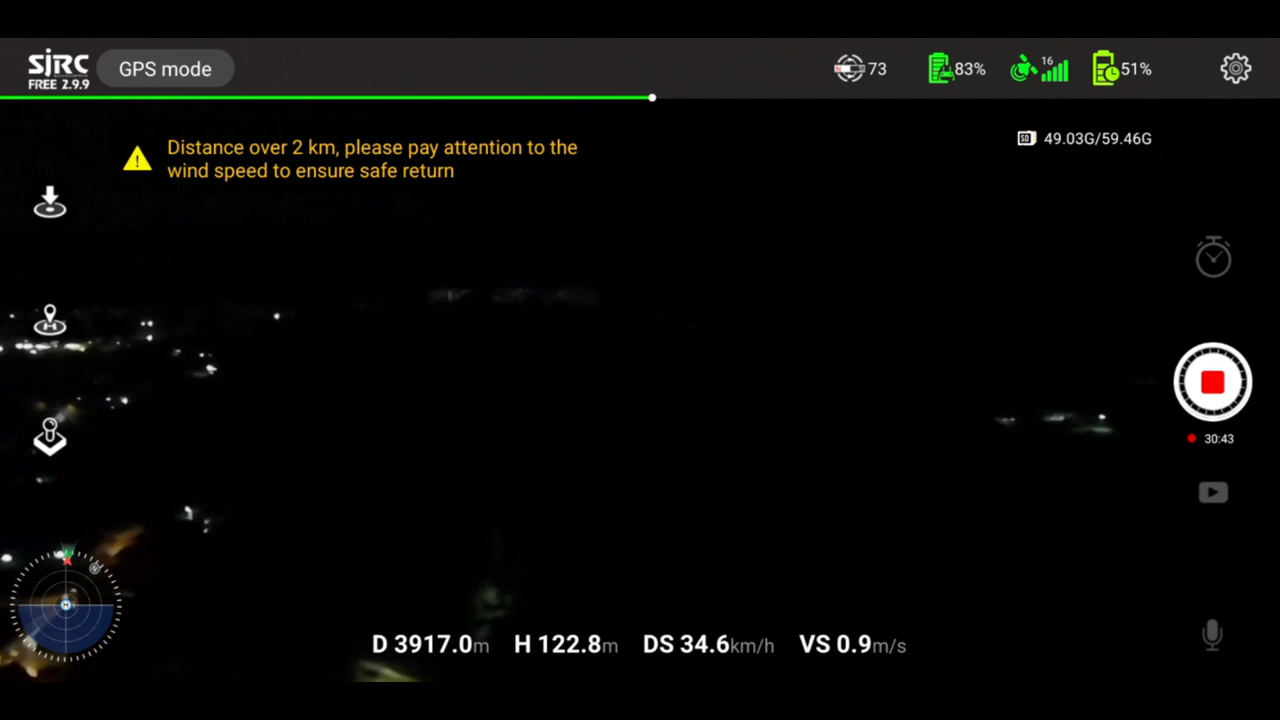 SJRC
FREE 2.9.9
GPS mode
73
83%
16
51%
SD
49.03G/59.46G
Distance over 2 km, please pay attention to the
wind speed to ensure safe return
30:43
N
H
D 3917.0m H 122.8m DS 34.6km/h VS 0.9m/s